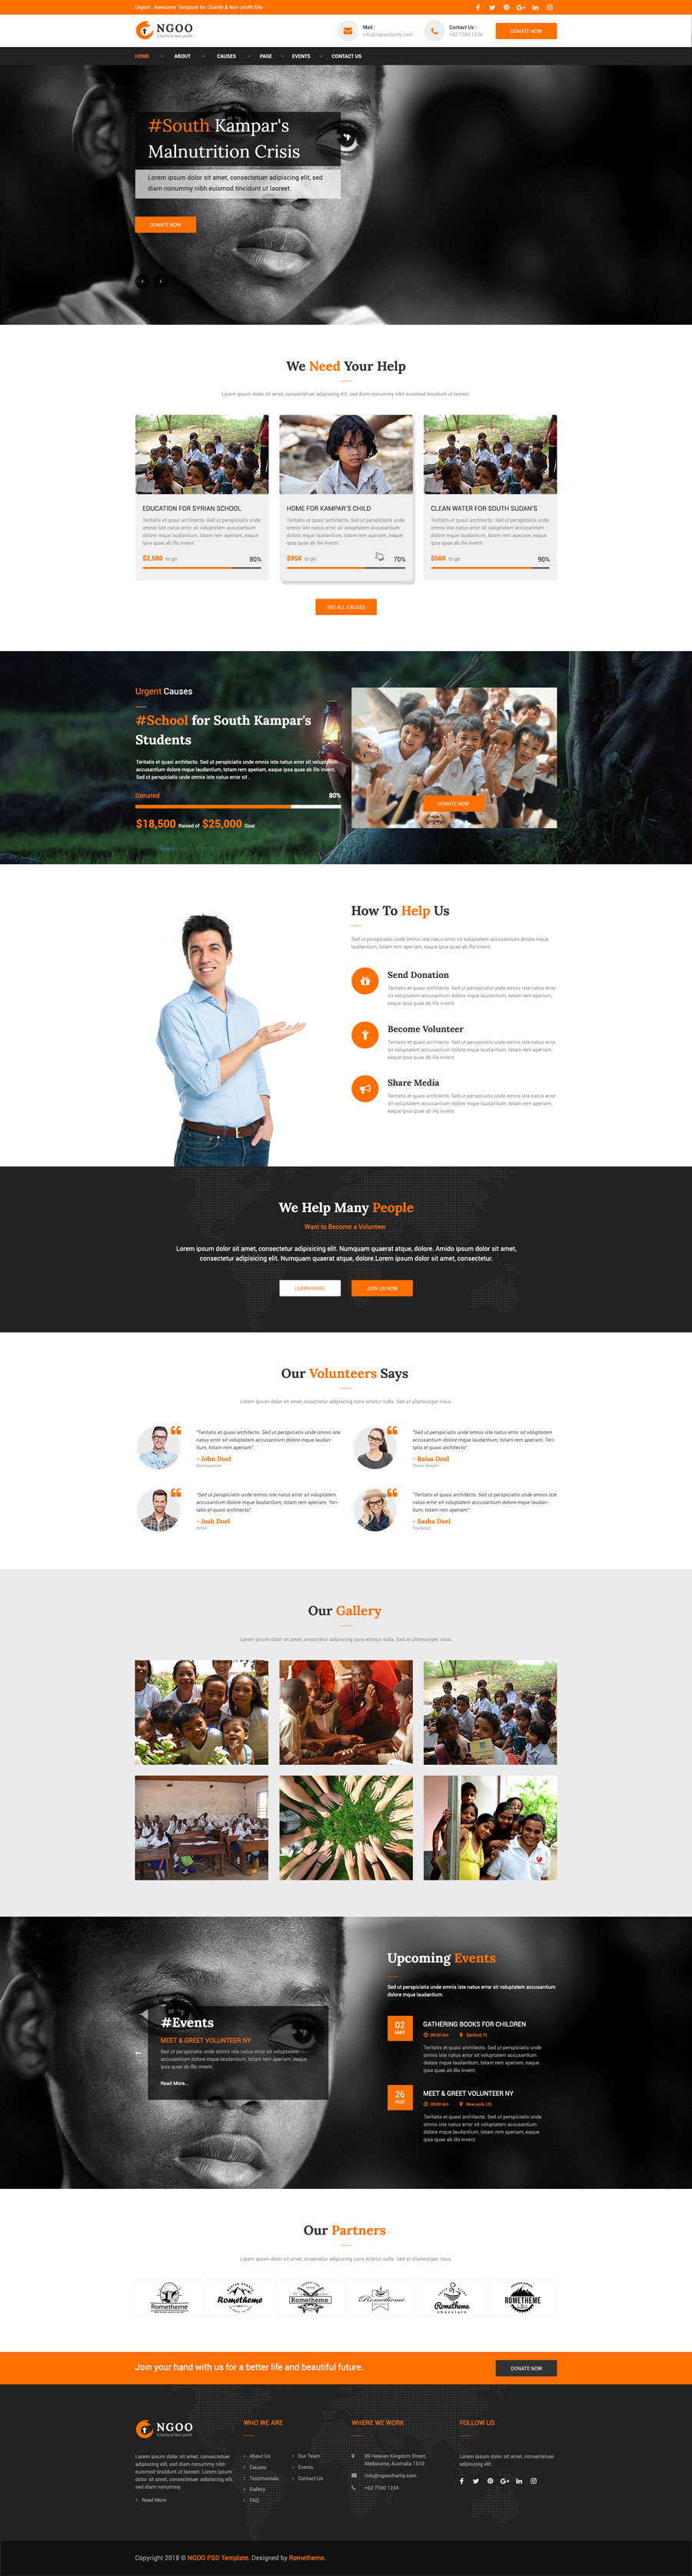 Urgent : Awesome Template for Charity & Non-profit Site
NGOO
Charity & Non profit
Mail :
info@ngoocharity.com
Contact Us :
+62 7100 1234
DONATE NOW
HOME
ABOUT
CAUSES
PAGE
EVENTS
CONTACT US
#South Kampar's
Malnutrition Crisis
Lorem ipsum dolor sit amet, consectetuer adipiscing elit, sed
diam nonummy nibh euismod tincidunt ut laoreet.
DONATE NOW
We Need Your Help
Lorem ipsum dolor sit amet, consectetuer adipiscing elit, sed diam nonummy nibh euismod tincidunt ut laoreet.
EDUCATION FOR SYRIAN SCHOOL
Teritatis et quasi architecto. Sed ut perspiciatis unde
omnis iste natus error sit voluptatem accusantium
dolore mque laudantium, totam rem aperiam, eaque
ipsa quae ab illo invent.
$2,580 to go
80%
HOME FOR KAMPAR'S CHILD
Teritatis et quasi architecto. Sed ut perspiciatis unde
omnis iste natus error sit voluptatem accusantium
dolore mque laudantium, totam rem aperiam, eaque
ipsa quae ab illo invent.
$950 to go
70%
CLEAN WATER FOR SOUTH SUDAN'S
Teritatis et quasi architecto. Sed ut perspiciatis unde
omnis iste natus error sit voluptatem accusantium
dolore mque laudantium, totam rem aperiam, eaque
ipsa quae ab illo invent.
$560 to go
90%
SEE ALL CAUSES
Urgent Causes
#School for South Kampar's
Students
Teritatis et quasi architecto. Sed ut perspiciatis unde omnis iste natus error sit voluptatem
accusantium dolore mque laudantium, totam rem aperiam, eaque ipsa quae ab illo invent.
Sed ut perspiciatis unde omnis iste natus error sit .
Donated
80%
$18,500 Raised of $25,000 Goal
DONATE NOW
How To Help Us
Sed ut perspiciatis unde omnis iste natus error sit voluptatem accusantium dolore mque
laudantium, totam rem aperiam, eaque ipsa quae ab illo invent.
Send Donation
Teritatis et quasi architecto. Sed ut perspiciatis unde omnis iste natus error
sit voluptatem accusantium dolore mque laudantium, totam rem aperiam,
eaque ipsa quae ab illo invent.
Become Volunteer
Teritatis et quasi architecto. Sed ut perspiciatis unde omnis iste natus error
sit voluptatem accusantium dolore mque laudantium, totam rem aperiam,
eaque ipsa quae ab illo invent.
Share Media
Teritatis et quasi architecto. Sed ut perspiciatis unde omnis iste natus error
sit voluptatem accusantium dolore mque laudantium, totam rem aperiam,
eaque ipsa quae ab illo invent.
We Help Many People
Want to Become a Volunteer
Lorem ipsum dolor sit amet, consectetur adipisicing elit. Numquam quaerat atque, dolore. Amido ipsum dolor sit amet,
consectetur adipisicing elit. Numquam quaerat atque, dolore.Lorem ipsum dolor sit amet, consectetur.
LEARN MORE
JOIN US NOW
Our Volunteers Says
Lorem ipsum dolor sit amet, onsectetur adipiscing cons ectetur nulla. Sed at ullamcorper risus.
"Teritatis et quasi architecto. Sed ut perspiciatis unde omnis iste
natus error sit voluptatem accusantium dolore mque laudan-
tium, totam rem aperiam".
- John Doel
Businessman
"Sed ut perspiciatis unde omnis iste natus error sit voluptatem
accusantium dolore mque laudantium, totam rem aperiam, Teri-
tatis et quasi architecto".
- Raisa Doel
House Keeper
"Sed ut perspiciatis unde omnis iste natus error sit voluptatem
accusantium dolore mque laudantium, totam rem aperiam, Teri-
tatis et quasi architecto".
- Josh Doel
Artist
"Teritatis et quasi architecto. Sed ut perspiciatis unde omnis iste
natus error sit voluptatem accusantium dolore mque laudan-
tium, totam rem aperiam".
- Sasha Doel
Freelance
Our Gallery
Lorem ipsum dolor sit amet, onsectetur adipiscing cons ectetur nulla. Sed at ullamcorper risus.
#Events
MEET & GREET VOLUNTEER NY
Sed ut perspiciatis unde omnis iste natus error sit voluptatem
accusantium dolore mque laudantium, totam rem aperiam, eaque
ipsa quae ab illo invent.
Read More...
Upcoming Events
Sed ut perspiciatis unde omnis iste natus error sit voluptatem accusantium
dolore mque laudantium.
02
MAY
GATHERING BOOKS FOR CHILDREN
09:00 Am
Sanford, FL
Teritatis et quasi architecto. Sed ut perspiciatis unde
omnis iste natus error sit voluptatem accusantium
dolore mque laudantium, totam rem aperiam, eaque
ipsa quae ab illo invent.
26
AUG
MEET & GREET VOLUNTEER NY
09:00 Am
New york, US
Teritatis et quasi architecto. Sed ut perspiciatis unde
omnis iste natus error sit voluptatem accusantium
dolore mque laudantium, totam rem aperiam, eaque
ipsa quae ab illo invent.
Our Partners
Lorem ipsum dolor sit amet, onsectetur adipiscing cons ectetur nulla. Sed at ullamcorper risus.
Rometheme
Rometheme
Rometheme
Rometheme
Rometheme
chocolate
ROMETHEME
Join your hand with us for a better life and beautiful future.
DONATE NOW
NGOO
Charity & Non profit
Lorem ipsum dolor sit amet, consectetuer
adipiscing elit, sed diam nonummy nibh
euismod tincidunt ut laoreet. Lorem ipsum
dolor sit amet, consectetuer adipiscing elit,
sed diam nonummy.
Read More
WHO WE ARE
About Us
Causes
Testimonials
Gallery
FAQ
Our Team
Events
Contact Us
WHERE WE WORK
99 Heaven Kingdom Street,
Melbourne, Australia 1510
info@ngoocharity.com
+62 7100 1234
FOLLOW US
Lorem ipsum dolor sit amet, consectetuer
adipiscing elit.
Copyright 2018 © NGOO PSD Template. Designed by Rometheme.